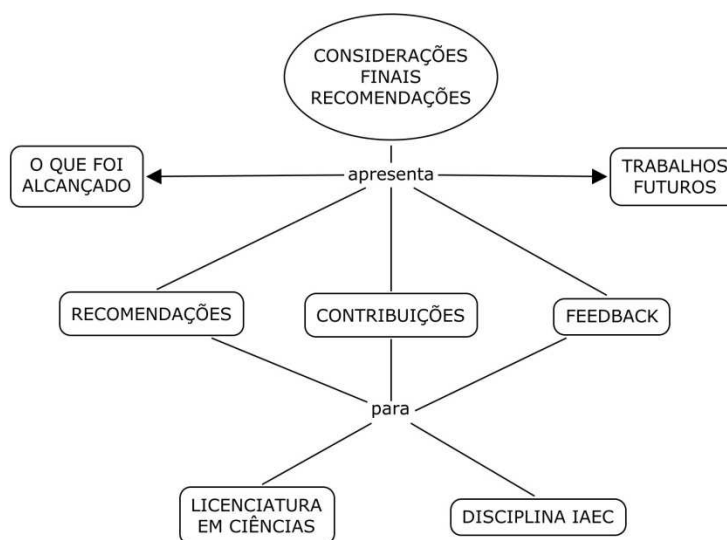 CONSIDERAÇÕES
FINAIS
RECOMENDAÇÕES
O QUE FOI
ALCANÇADO
apresenta
TRABALHOS
FUTUROS
RECOMENDAÇÕES
CONTRIBUIÇÕES
FEEDBACK
para
LICENCIATURA
EM CIÊNCIAS
DISCIPLINA IAEC